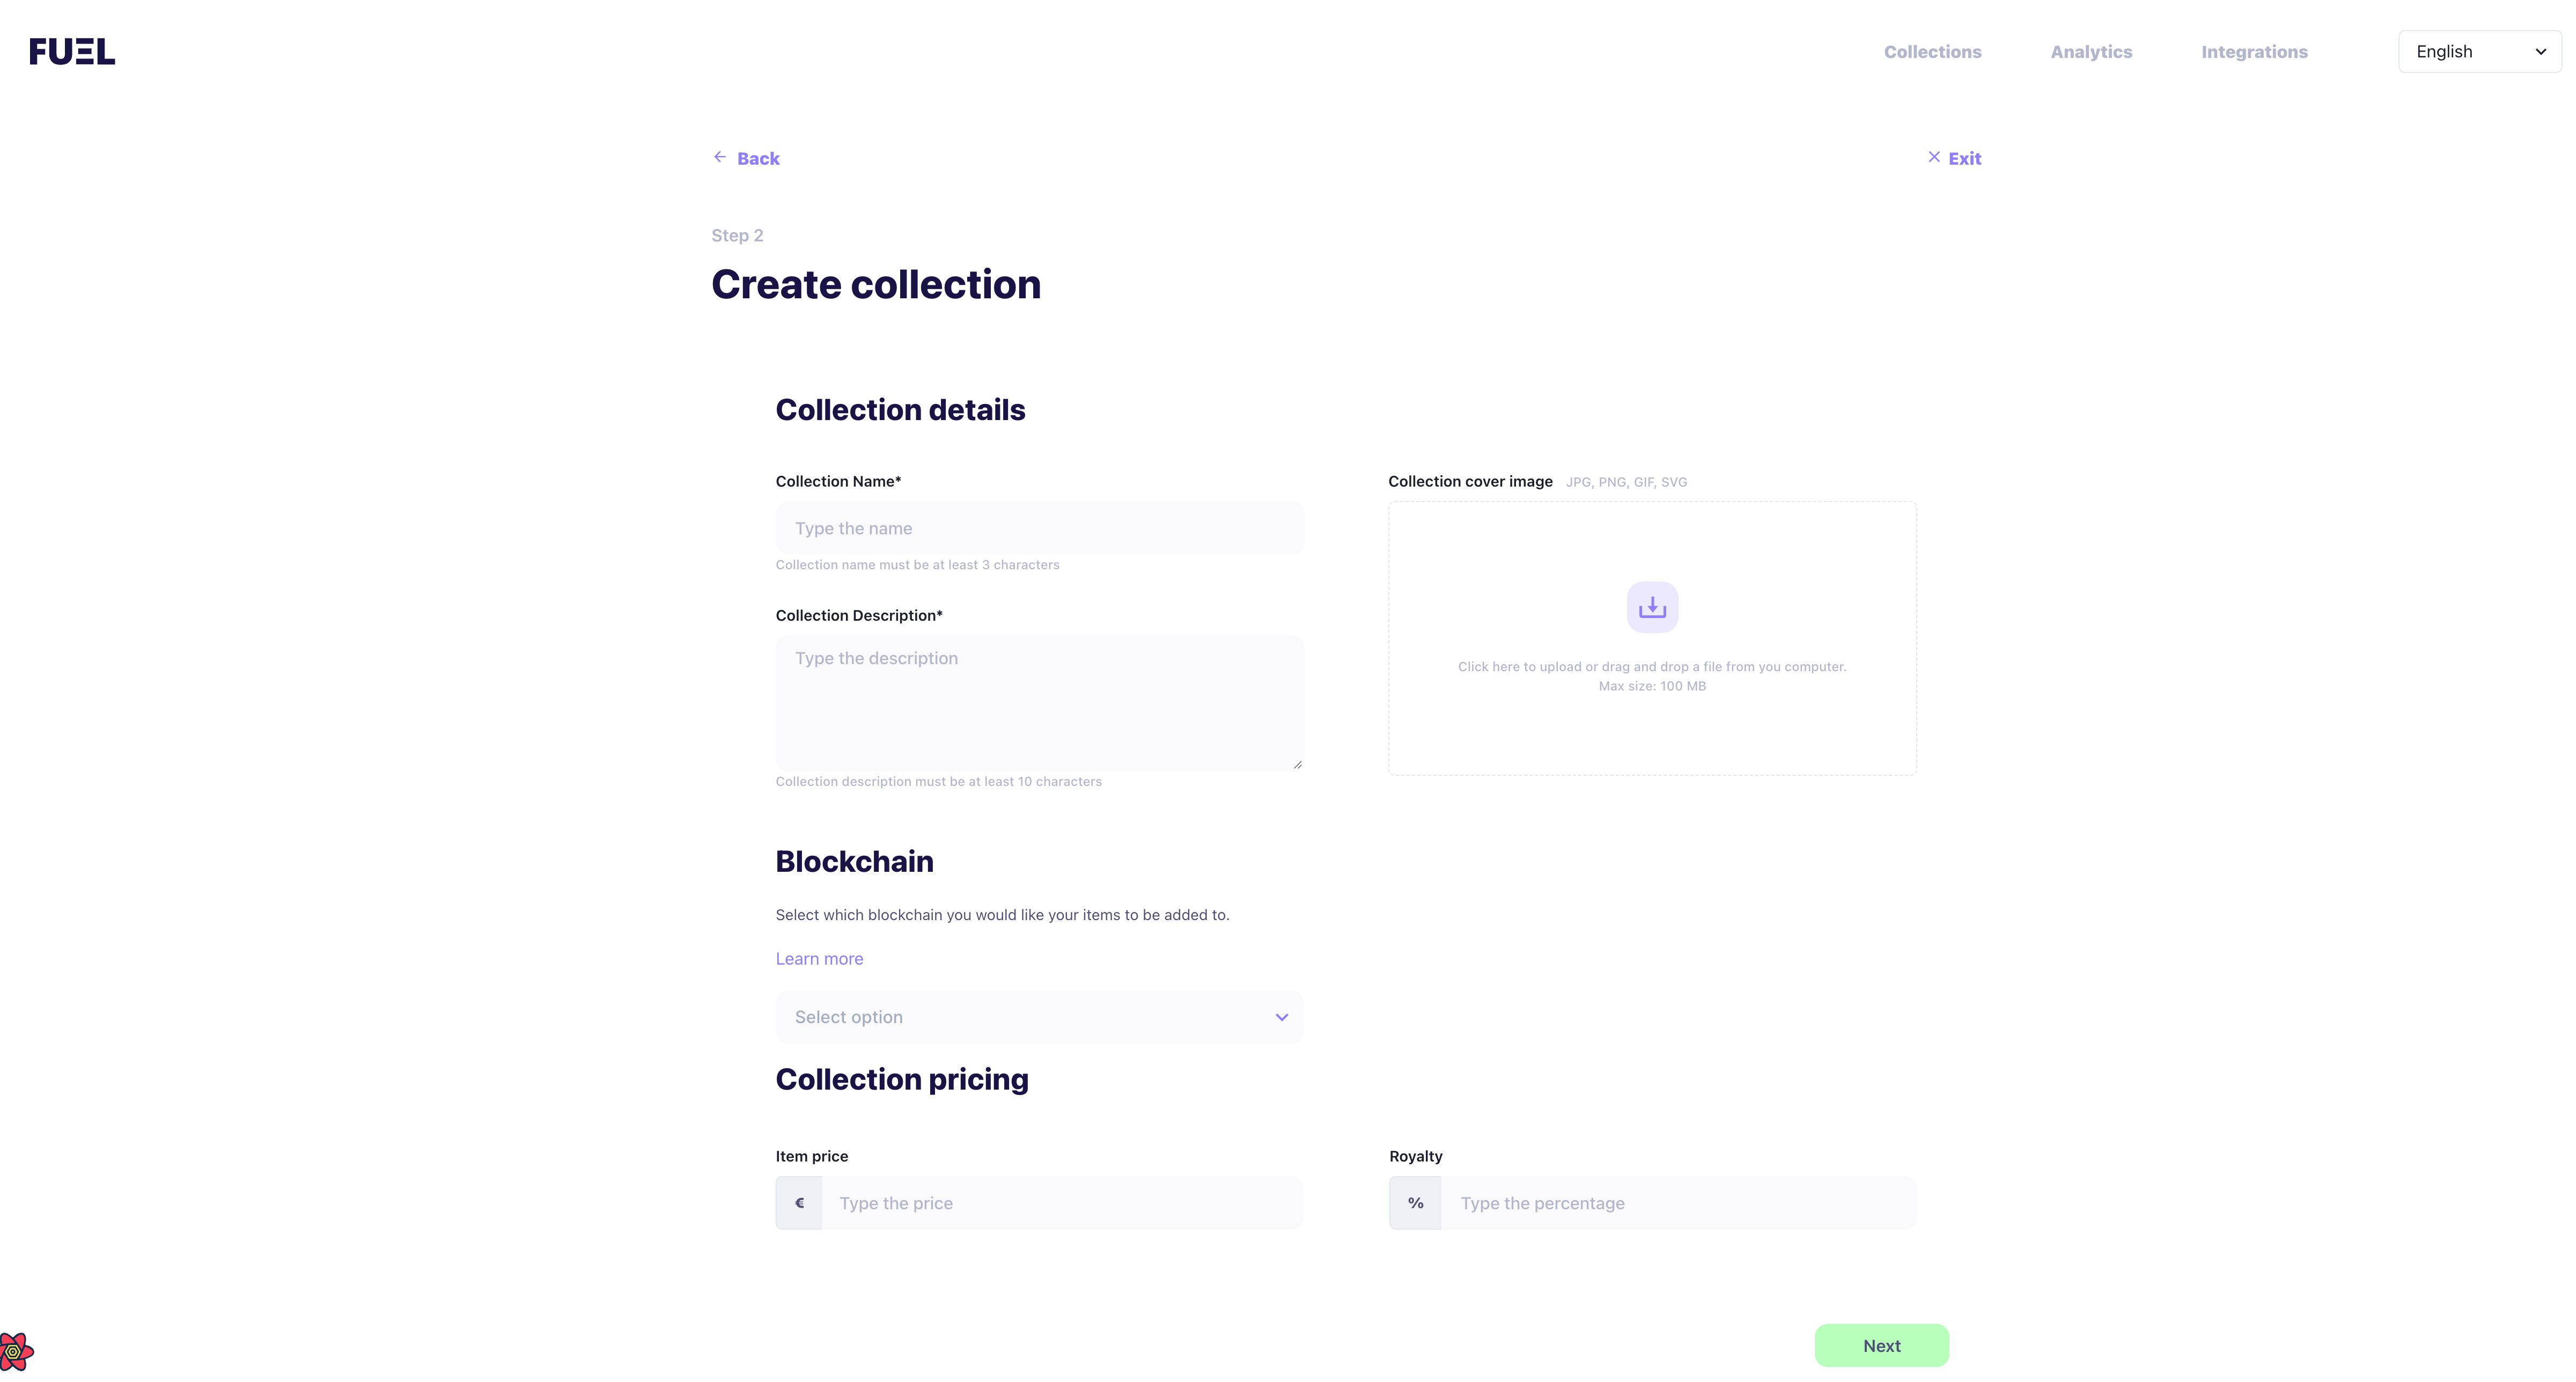 FUEL
Collections
Analytics
Integrations
English
Back
Exit
Step 2
Create collection
Collection details
Collection Name*
Type the name
Collection name must be at least 3 characters
Collection Description*
Type the description
Collection description must be at least 10 characters
Collection cover image JPG, PNG, GIF, SVG
Click here to upload or drag and drop a file from you computer.
Max size: 100 MB
Blockchain
Select which blockchain you would like your items to be added to.
Learn more
Select option
Collection pricing
Item price
€ Type the price
Royalty
% Type the percentage
Next